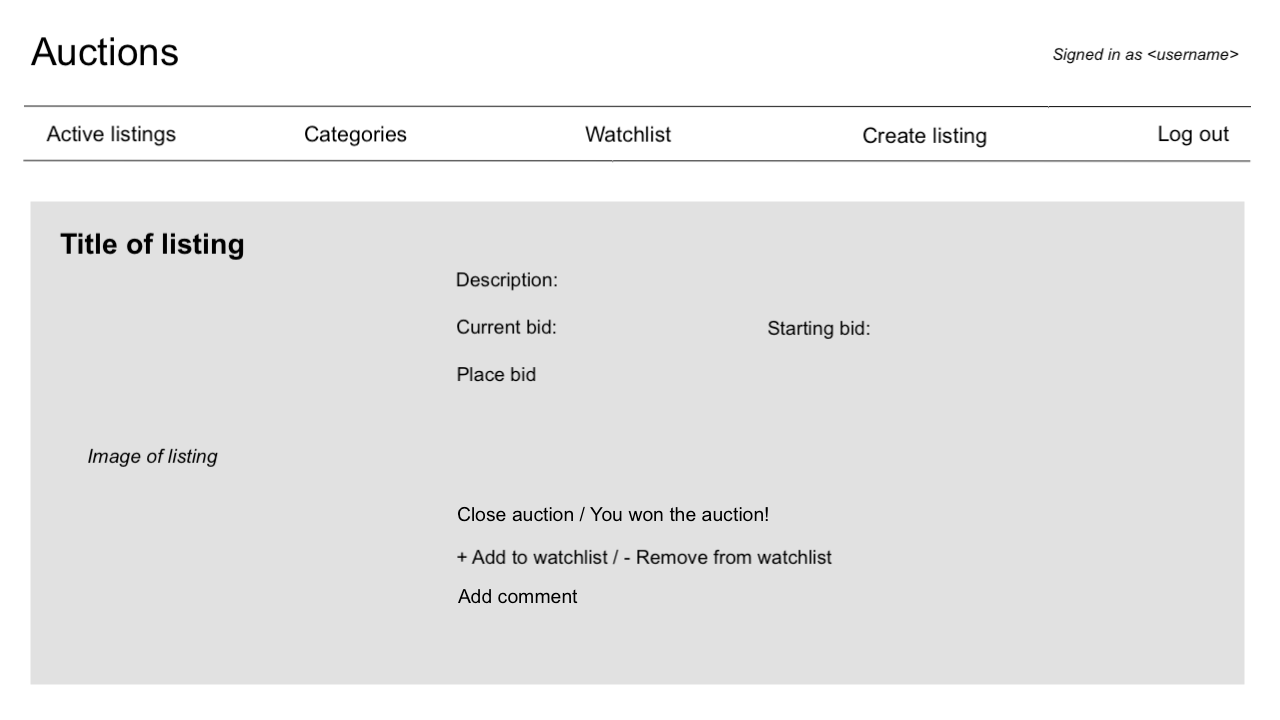 Auctions
Signed in as <username>
Active listings
Categories
Watchlist
Create listing
Log out
Title of listing
Description:
Current bid:
Starting bid:
Place bid
Image of listing
Close auction / You won the auction!
+ Add to watchlist / - Remove from watchlist
Add comment